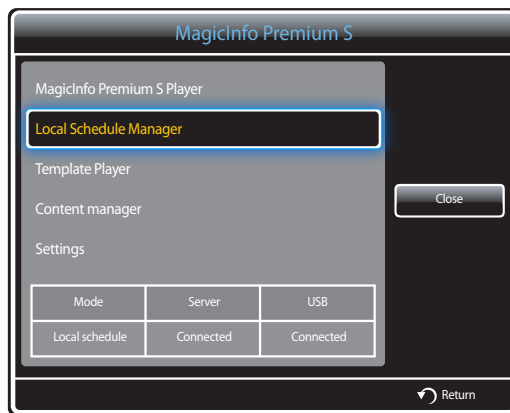 MagicInfo Premium S
MagicInfo Premium S Player
Local Schedule Manager
Template Player
Content manager
Settings
Close
Mode Server USB
Local schedule Connected Connected
Return